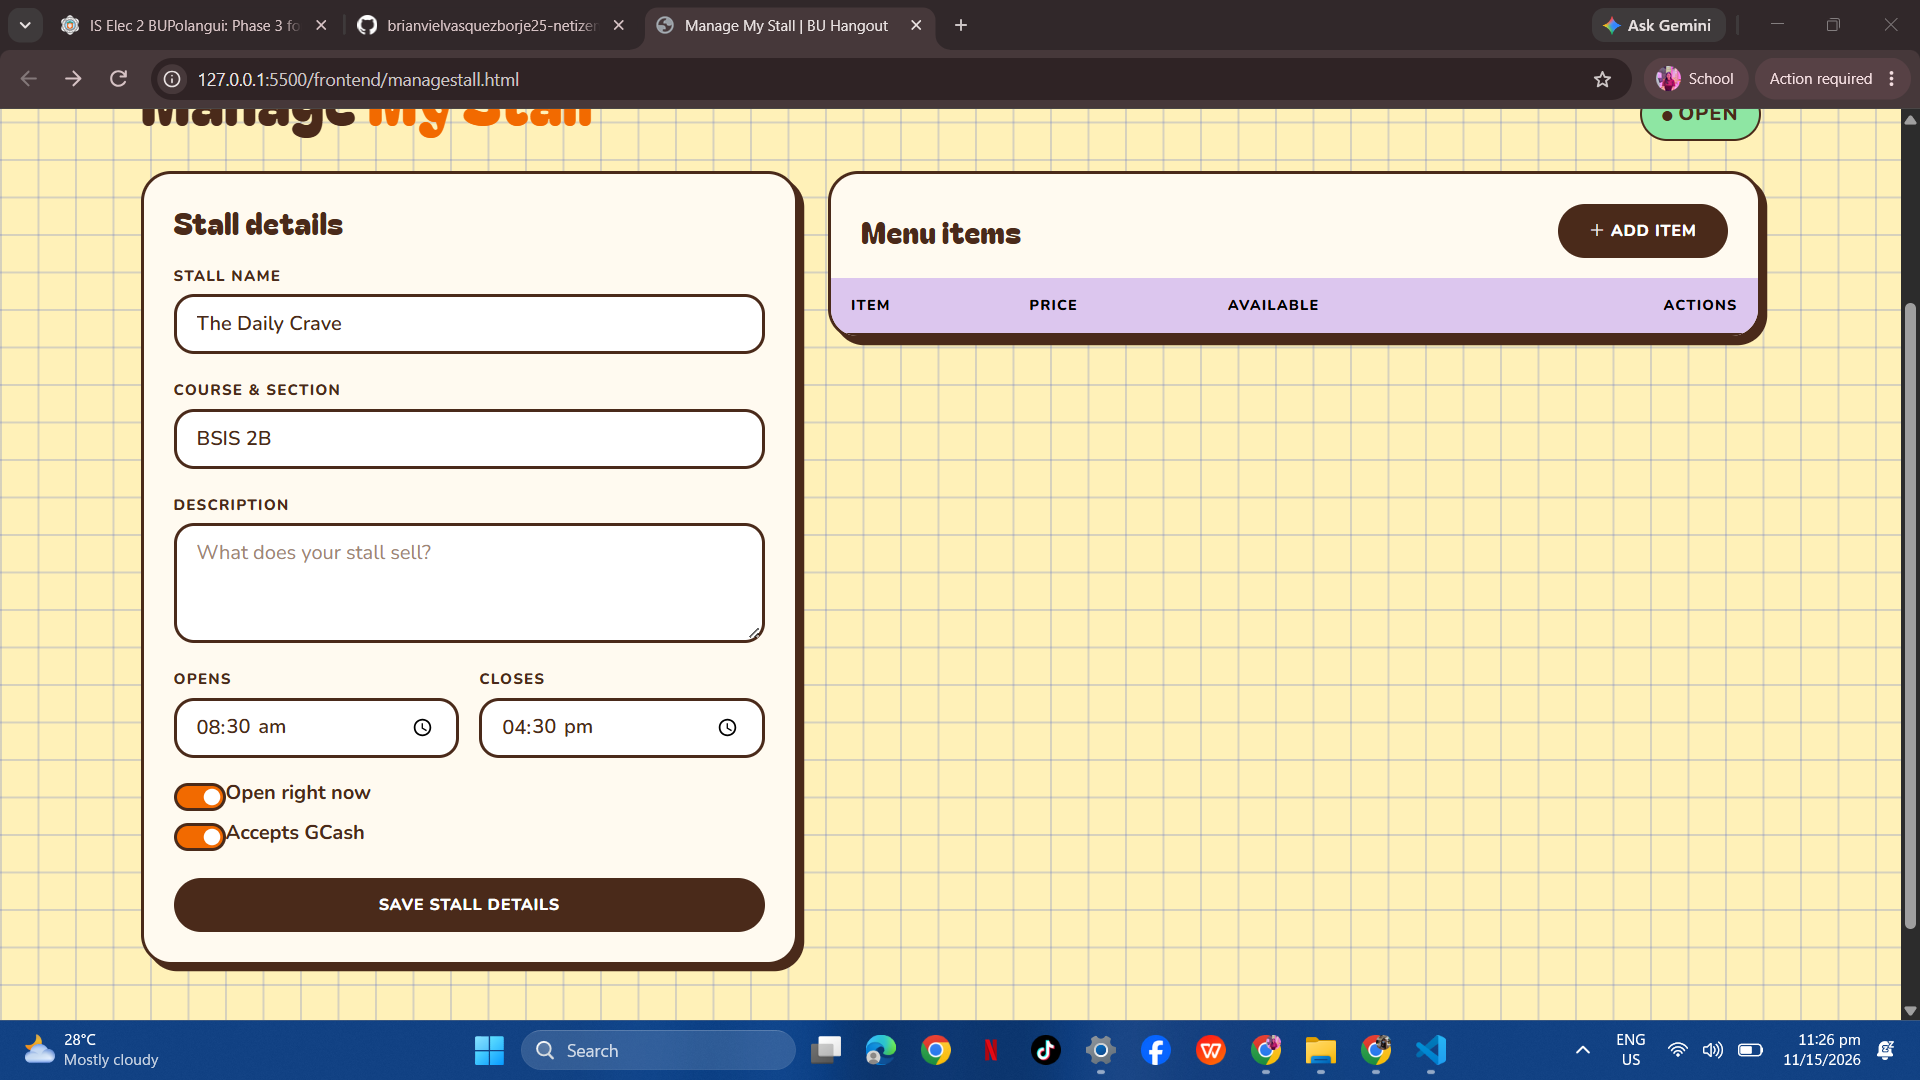 IS Elec 2 BUPolangui: Phase 3 fo
brianvielvasquezborje25-netizen
Manage My Stall | BU Hangout
Ask Gemini
127.0.0.1:5500/frontend/managestall.html
School
Action required
Manage My Stall
OPEN
Stall details
STALL NAME
The Daily Crave
COURSE & SECTION
BSIS 2B
DESCRIPTION
What does your stall sell?
OPENS
CLOSES
08:30 am
04:30 pm
Open right now
Accepts GCash
SAVE STALL DETAILS
Menu items
+ ADD ITEM
ITEM
PRICE
AVAILABLE
ACTIONS
28°C
Mostly cloudy
Search
ENG
US
11:26 pm
11/15/2026